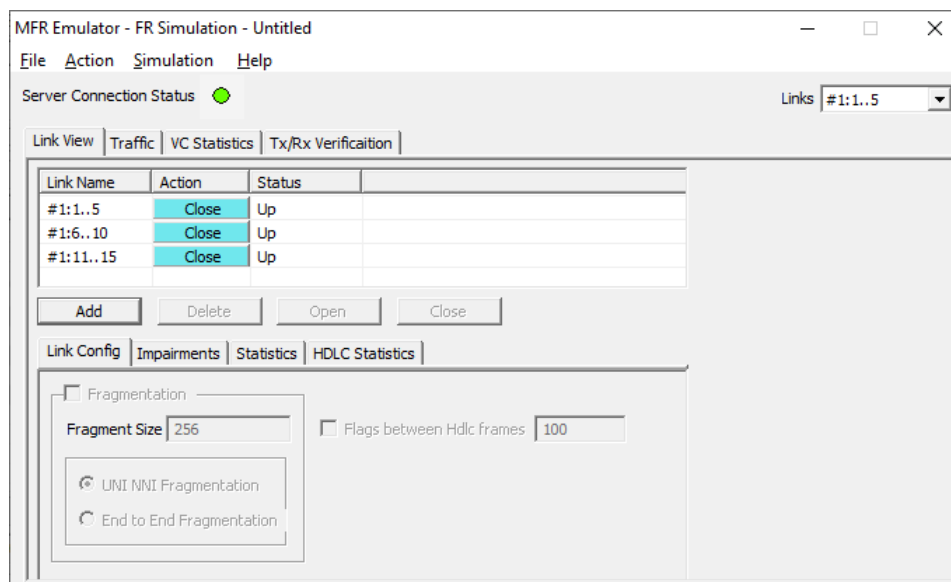 MFR Emulator - FR Simulation - Untitled
File Action Simulation Help
Server Connection Status
Links #1:1..5
Link View Traffic VC Statistics Tx/Rx Verificaition
Link Name Action Status
#1:1..5 Close Up
#1:6..10 Close Up
#1:11..15 Close Up
Add Delete Open Close
Link Config Impairments Statistics HDLC Statistics
Fragmentation
Fragment Size 256 Flags between Hdlc frames 100
UNI NNI Fragmentation
End to End Fragmentation